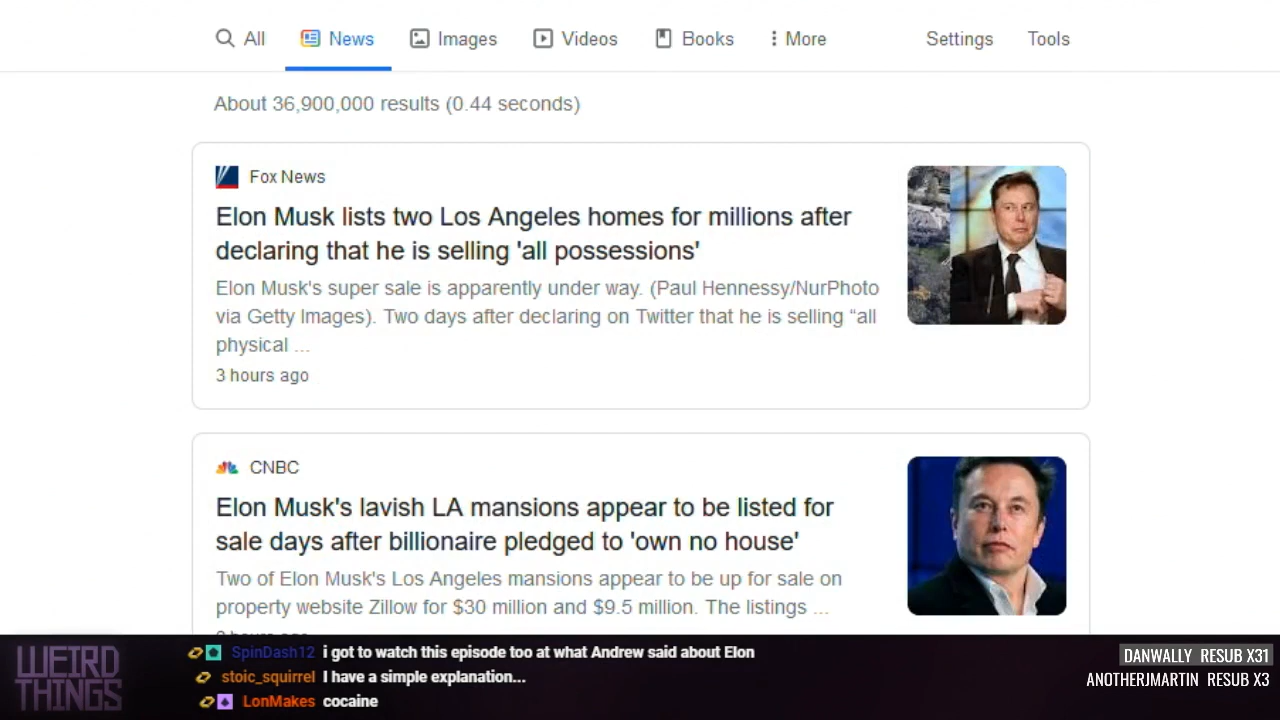 All News Images Videos Books More Settings Tools
About 36,900,000 results (0.44 seconds)
Fox News
Elon Musk lists two Los Angeles homes for millions after
declaring that he is selling 'all possessions'
Elon Musk's super sale is apparently under way. (Paul Hennessy/NurPhoto
via Getty Images). Two days after declaring on Twitter that he is selling “all
physical ...
3 hours ago
CNBC
Elon Musk's lavish LA mansions appear to be listed for
sale days after billionaire pledged to 'own no house'
Two of Elon Musk's Los Angeles mansions appear to be up for sale on
property website Zillow for $30 million and $9.5 million. The listings ...
WEIRD
THINGS
SpinDash12 i got to watch this episode too at what Andrew said about Elon
stoic_squirrel I have a simple explanation...
LonMakes cocaine
DANWALLY RESUB X31
ANOTHERJMARTIN RESUB X3